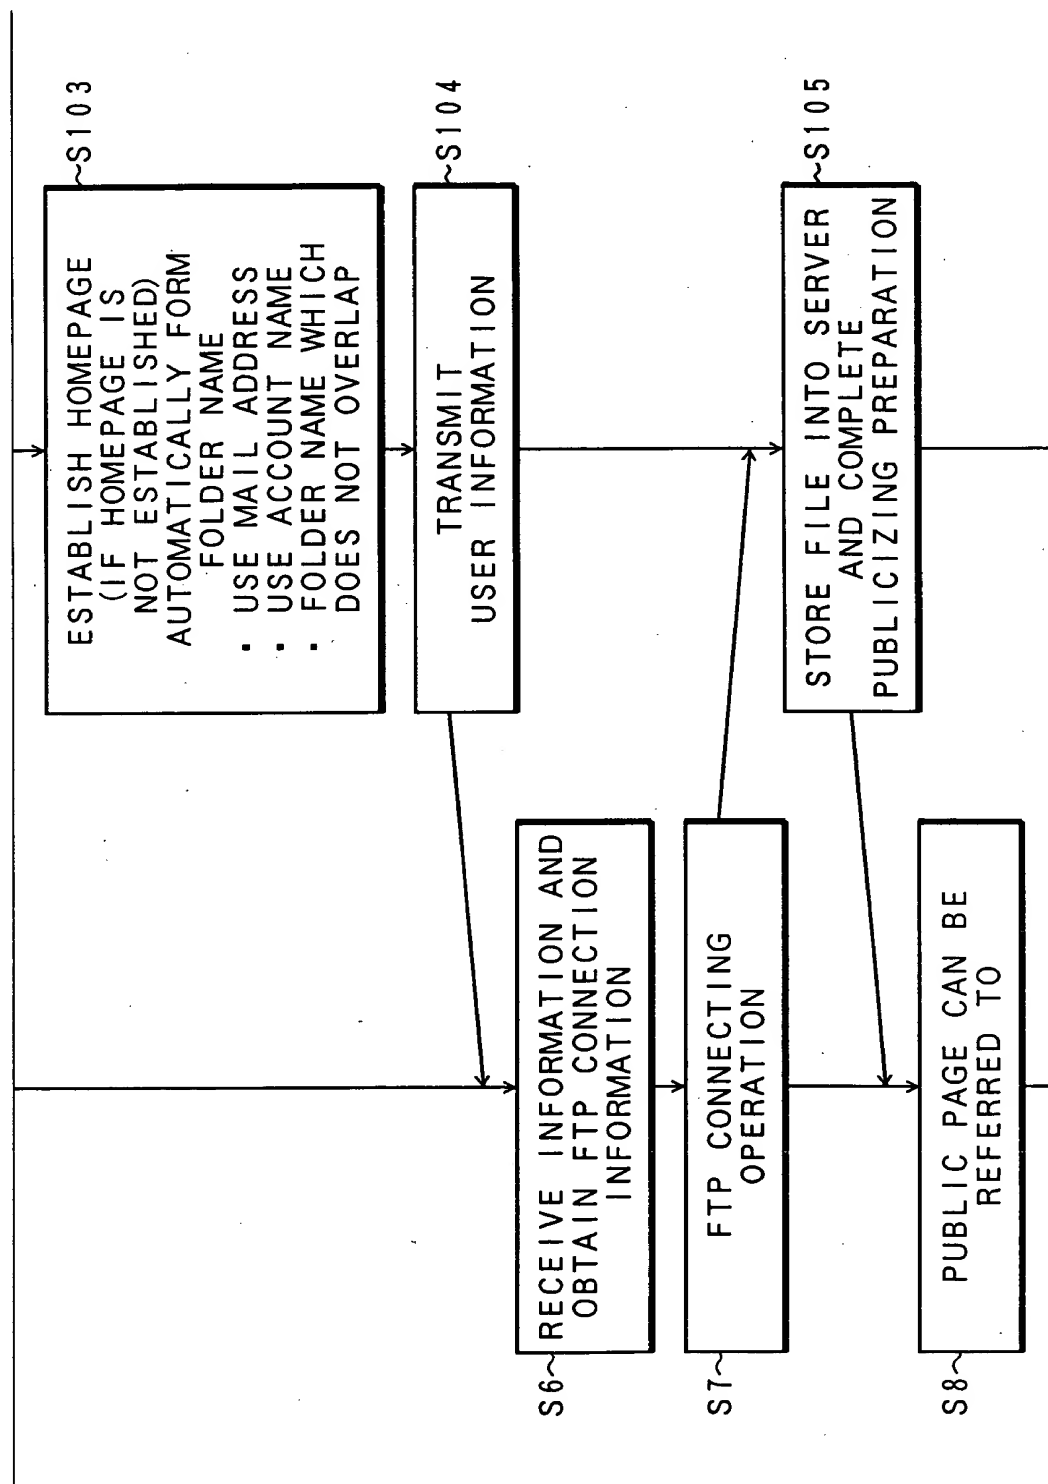 ESTABLISH HOMEPAGE
(IF HOMEPAGE IS
NOT ESTABLISHED)
AUTOMATICALLY FORM
FOLDER NAME
· USE MAIL ADDRESS
· USE ACCOUNT NAME
· FOLDER NAME WHICH
DOES NOT OVERLAP
~S103
TRANSMIT
USER INFORMATION
~S104
S6~
RECEIVE INFORMATION AND
OBTAIN FTP CONNECTION
INFORMATION
S7~
FTP CONNECTING
OPERATION
STORE FILE INTO SERVER
AND COMPLETE
PUBLICIZING PREPARATION
~S105
S8~
PUBLIC PAGE CAN BE
REFERRED TO